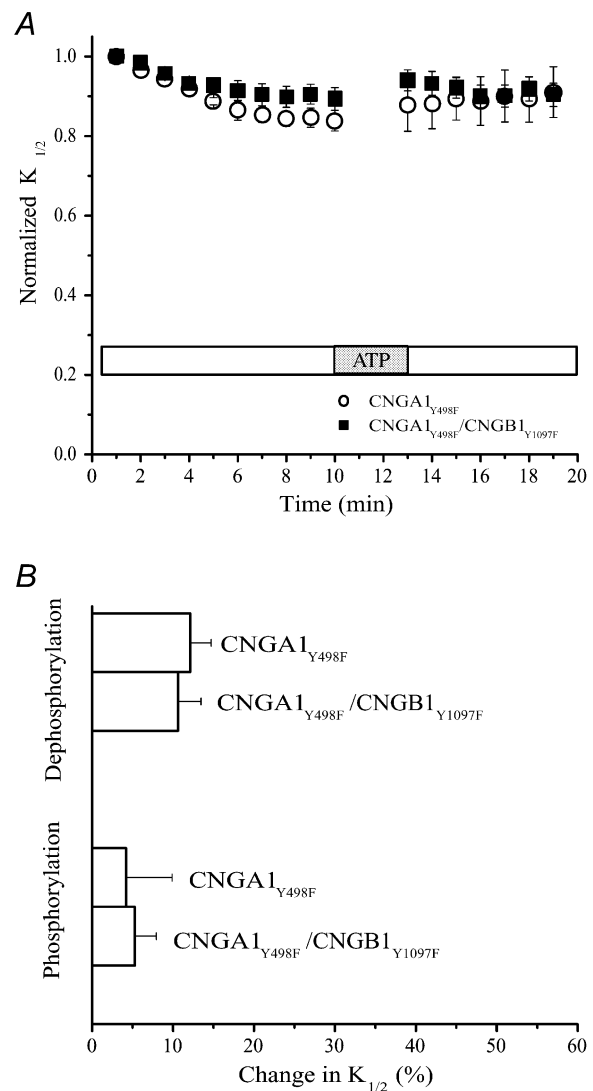 A
1.0
0.8
0.6
0.4
0.2
0.0
Normalized K1/2
ATP
CNGA1Y498F
CNGA1Y498F/CNGB1Y1097F
0 2 4 6 8 10 12 14 16 18 20
Time (min)
B
Dephosphorylation
CNGA1Y498F
CNGA1Y498F /CNGB1Y1097F
Phosphorylation
CNGA1Y498F
CNGA1Y498F /CNGB1Y1097F
0 10 20 30 40 50 60
Change in K1/2 (%)